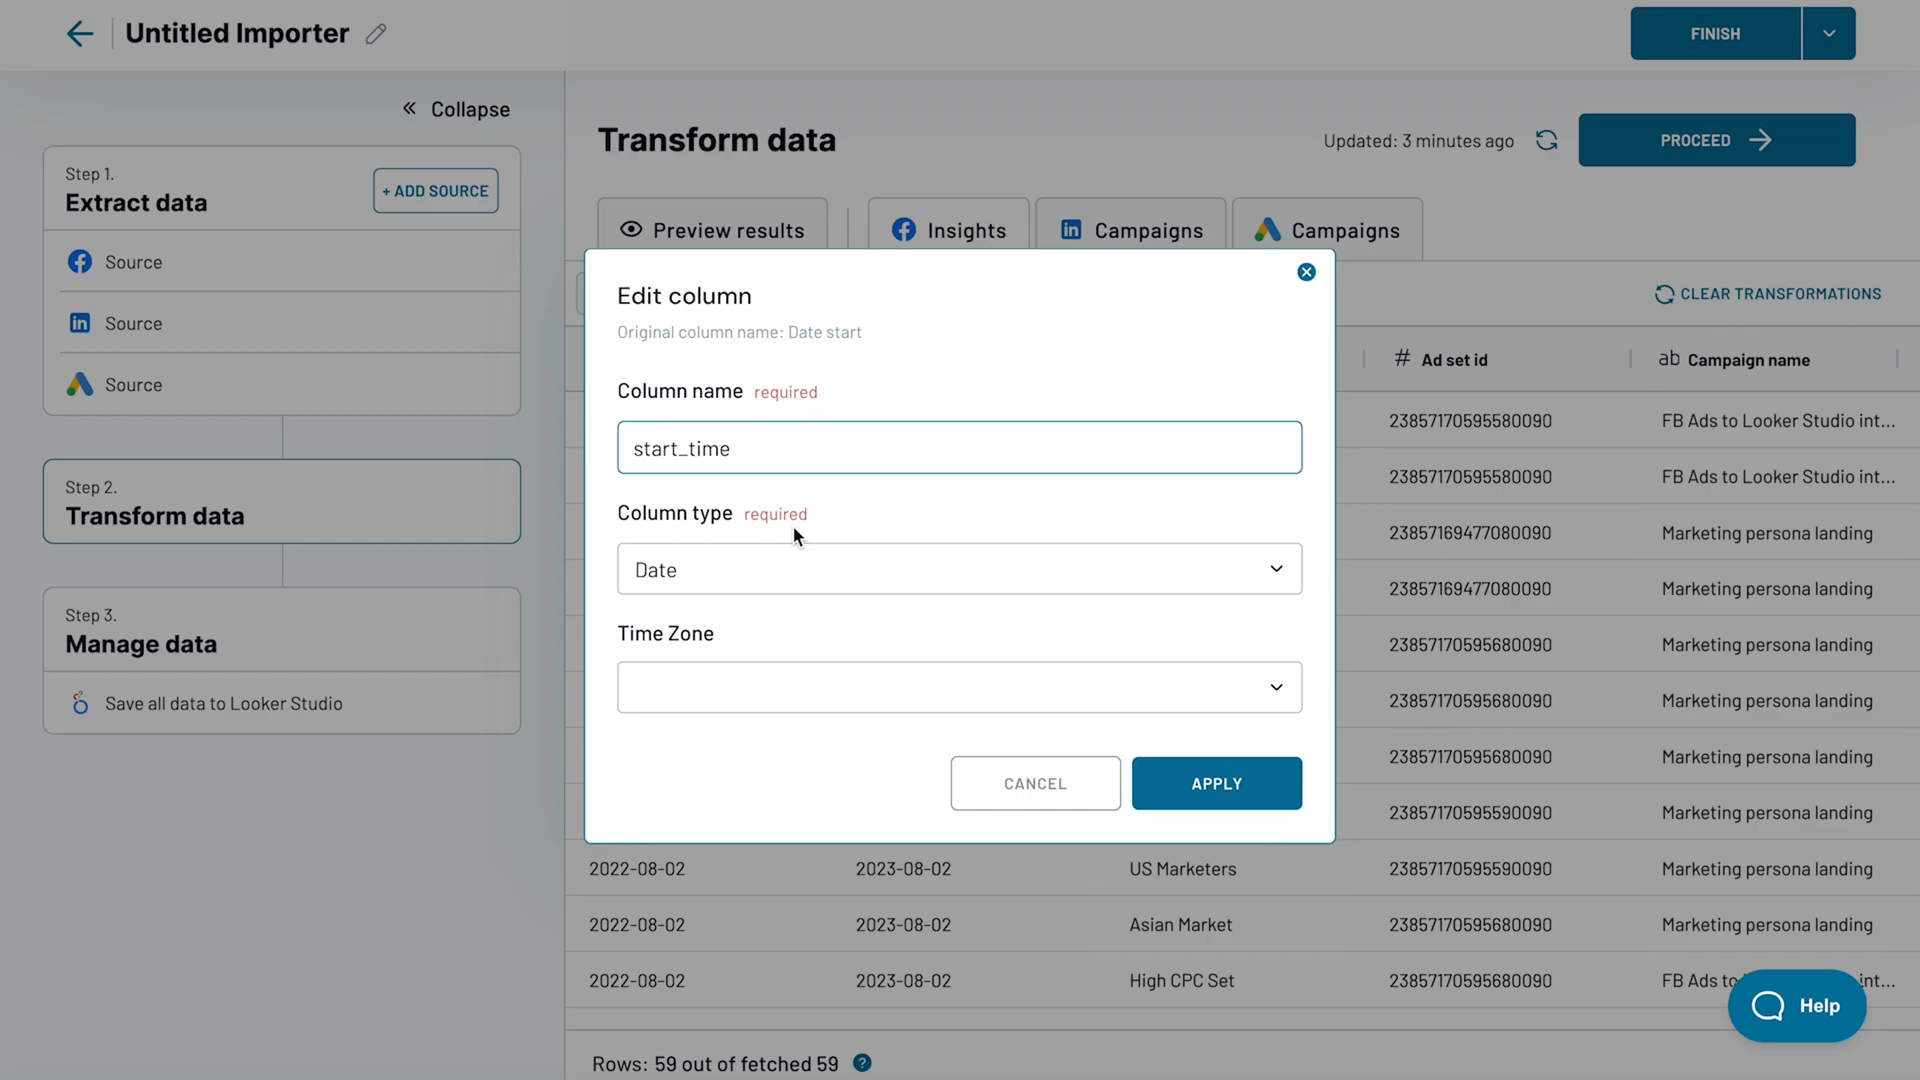 Untitled Importer
FINISH
Collapse
Step 1.
Extract data
+ ADD SOURCE
Source
Source
Source
Step 2.
Transform data
Step 3.
Manage data
Save all data to Looker Studio
Transform data
Updated: 3 minutes ago
PROCEED
Preview results
Insights
Campaigns
Campaigns
CLEAR TRANSFORMATIONS
Edit column
Original column name: Date start
Column name required
start_time
Column type required
Date
Time Zone
CANCEL
APPLY
# Ad set id ab Campaign name
23857170595580090 FB Ads to Looker Studio int...
23857170595580090 FB Ads to Looker Studio int...
23857169477080090 Marketing persona landing
23857169477080090 Marketing persona landing
23857170595680090 Marketing persona landing
23857170595680090 Marketing persona landing
23857170595680090 Marketing persona landing
23857170595590090 Marketing persona landing
2022-08-02 2023-08-02 US Marketers 23857170595590090 Marketing persona landing
2022-08-02 2023-08-02 Asian Market 23857170595680090 Marketing persona landing
2022-08-02 2023-08-02 High CPC Set 23857170595680090 FB Ads to int...
Help
Rows: 59 out of fetched 59 ?